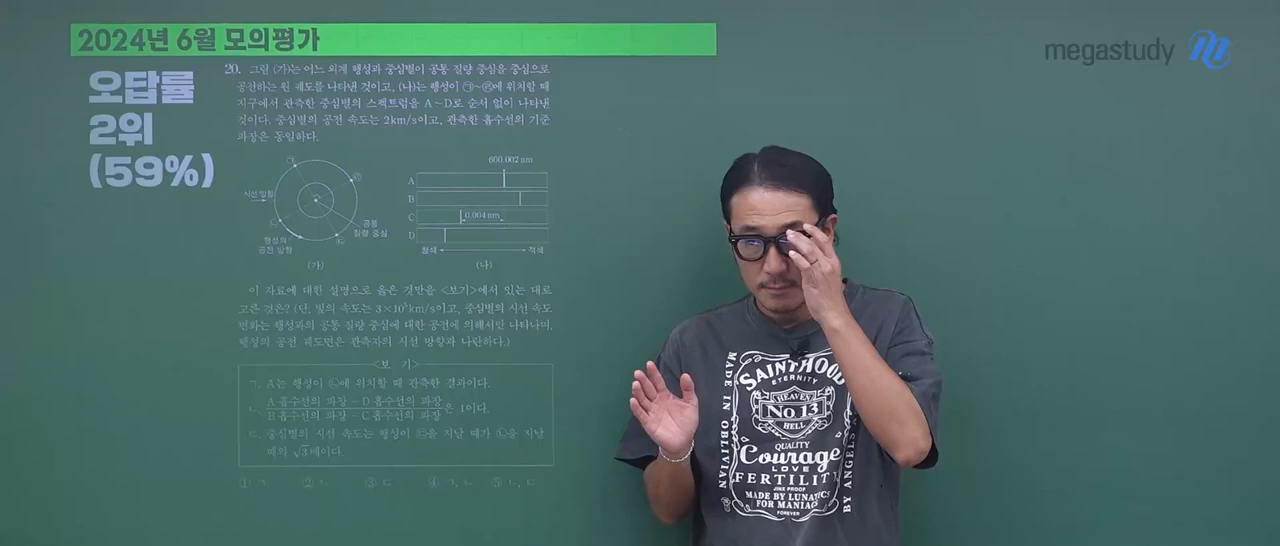 2024년 6월 모의평가
megastudy
오답률
2위
(59%)
20. 그림 (가)는 어느 외계 행성과 중심별이 공통 질량 중심을 중심으로
공전하는 원 궤도를 나타낸 것이고, (나)는 행성이 ㉠~㉣에 위치할 때
지구에서 관측한 중심별의 스펙트럼을 A~D로 순서 없이 나타낸
것이다. 중심별의 공전 속도는 2km/s이고, 관측한 흡수선의 기준
파장은 동일하다.
600.002 nm
A
B
C
0.004 nm
D
청색
적색
시선 방향
공통
질량 중심
행성의
공전 방향
(가)
(나)
이 자료에 대한 설명으로 옳은 것만을 <보기>에서 있는 대로
고른 것은? (단, 빛의 속도는 3×10⁵km/s이고, 중심별의 시선 속도
변화는 행성과의 공통 질량 중심에 대한 공전에 의해서만 나타나며,
행성의 공전 궤도면은 관측자의 시선 방향과 나란하다.)
<보 기>
ㄱ. A는 행성이 ㉡에 위치할 때 관측한 결과이다.
ㄴ. A 흡수선의 파장 − D 흡수선의 파장
B 흡수선의 파장 − C 흡수선의 파장
은 1이다.
ㄷ. 중심별의 시선 속도는 행성이 ㉠을 지날 때가 ㉡을 지날
때의 √3배이다.
① ㄱ ② ㄴ ③ ㄷ ④ ㄱ, ㄴ ⑤ ㄴ, ㄷ
MADE IN OBLIVIAN
SAINTHOOD
ETERNITY
HEAVEN
No.13
HELL
QUALITY
Courage
LOVE
FERTILIT
JINX PROOF
MADE BY LUNATICS
FOR MANIAC
FOREVER
BY ANGELS